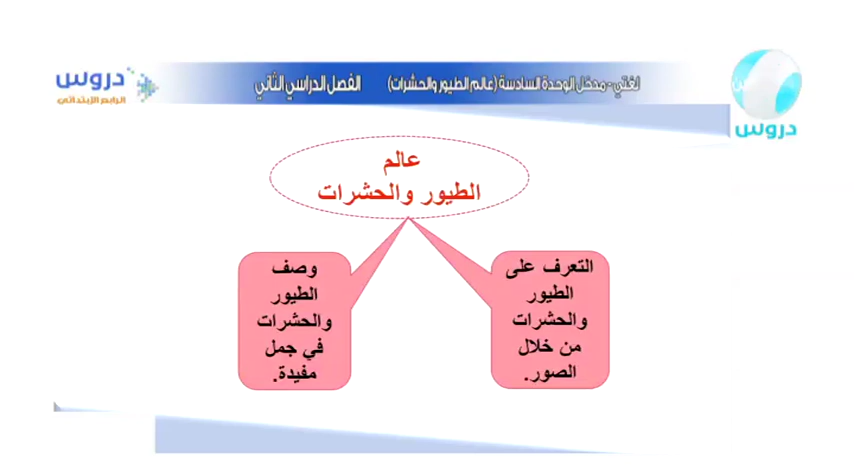 لغتي - مدخل الوحدة السادسة (عالم الطيور والحشرات) الفصل الدراسي الثاني
دروس
الرابع الإبتدائي
دروس
عالم
الطيور والحشرات
التعرف على
الطيور
والحشرات
من خلال
الصور.
وصف
الطيور
والحشرات
في جمل
مفيدة.